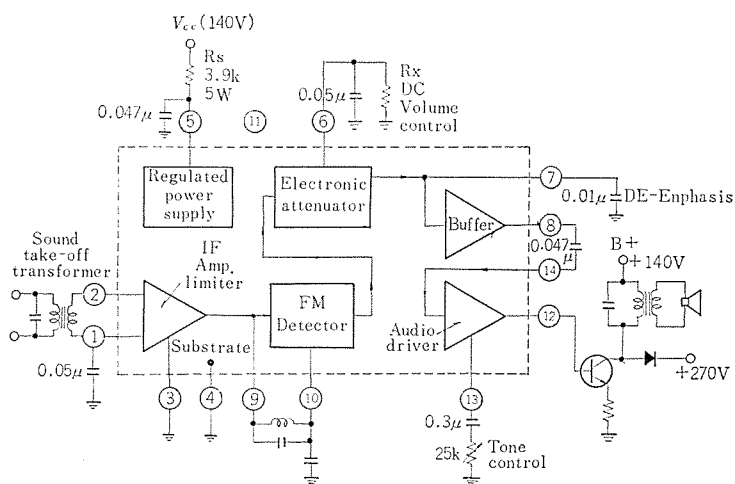 Vcc (140V)
Rs
3.9k
5W
0.047μ
5
11
0.05μ
6
Rx
DC
Volume
control
Regulated
power
supply
Electronic
attenuator
7
0.01μ
DE-Enphasis
Buffer
8
0.047
μ
14
B+
+140V
Sound
take-off
transformer
2
1
0.05μ
IF
Amp.
limiter
FM
Detector
Substrate
Audio
driver
12
+270V
3
4
9
10
13
0.3μ
25k
Tone
control